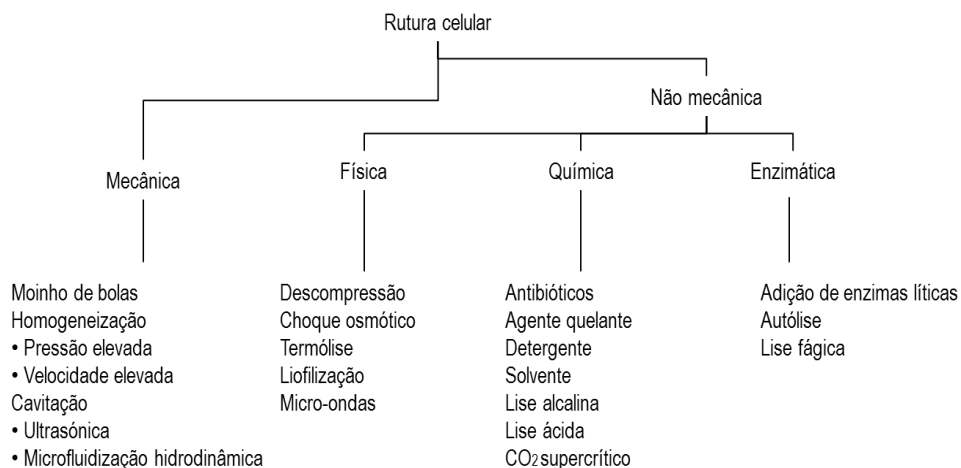 Rutura celular
Não mecânica
Mecânica
Física
Química
Enzimática
Moinho de bolas
Homogeneização
• Pressão elevada
• Velocidade elevada
Cavitação
• Ultrasónica
• Microfluidização hidrodinâmica
Descompressão
Choque osmótico
Termólise
Liofilização
Micro-ondas
Antibióticos
Agente quelante
Detergente
Solvente
Lise alcalina
Lise ácida
CO2 supercrítico
Adição de enzimas líticas
Autólise
Lise fágica